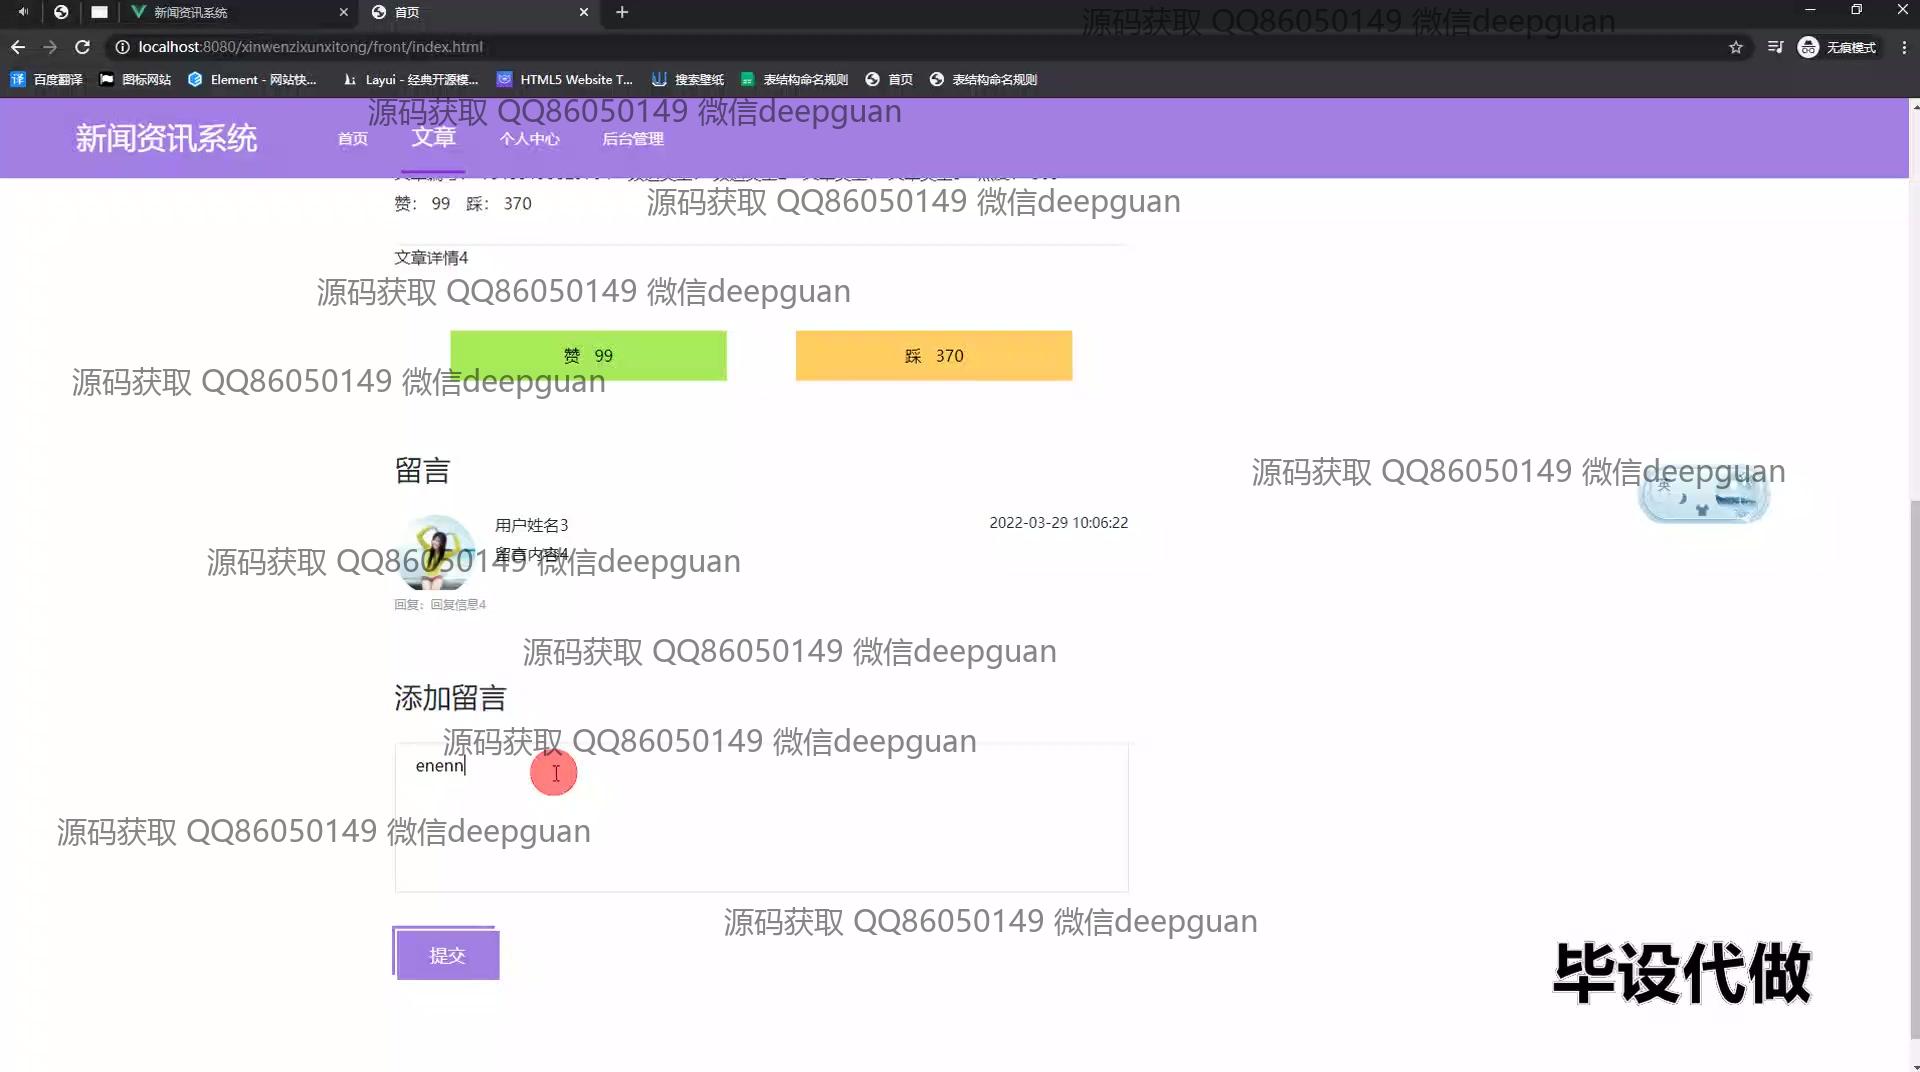 新闻资讯系统
首页
源码获取 QQ86050149 微信deepguan
localhost:8080/xinwenzixunxitong/front/index.html
无痕模式
百度翻译
图标网站
Element - 网站快...
Layui - 经典开源模...
HTML5 Website T...
搜索壁纸
表结构命名规则
首页
表结构命名规则
源码获取 QQ86050149 微信deepguan
新闻资讯系统
首页
文章
个人中心
后台管理
赞： 99 踩： 370
源码获取 QQ86050149 微信deepguan
文章详情4
源码获取 QQ86050149 微信deepguan
赞 99
踩 370
源码获取 QQ86050149 微信deepguan
留言
源码获取 QQ86050149 微信deepguan
英
用户姓名3
2022-03-29 10:06:22
留言内容4
源码获取 QQ86050149 微信deepguan
回复：回复信息4
源码获取 QQ86050149 微信deepguan
添加留言
源码获取 QQ86050149 微信deepguan
enenn
源码获取 QQ86050149 微信deepguan
源码获取 QQ86050149 微信deepguan
提交
毕设代做